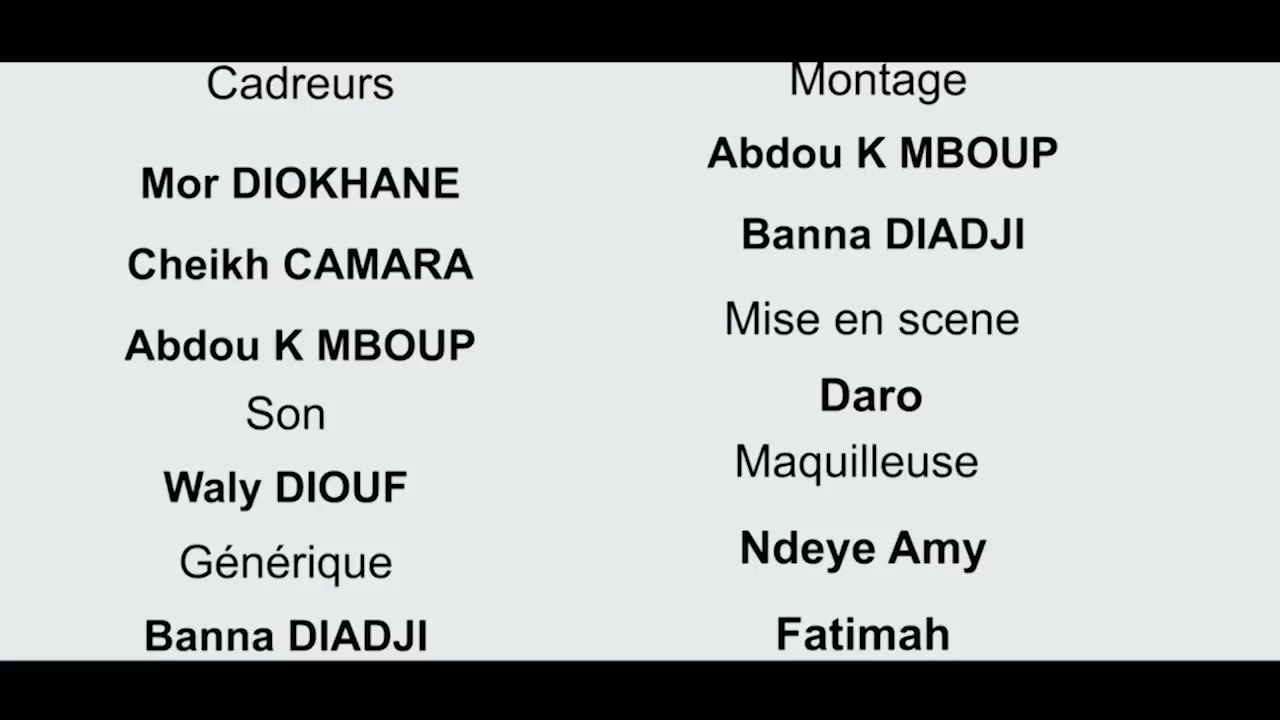 Cadreurs
Mor DIOKHANE
Cheikh CAMARA
Abdou K MBOUP
Son
Waly DIOUF
Générique
Banna DIADJI
Montage
Abdou K MBOUP
Banna DIADJI
Mise en scene
Daro
Maquilleuse
Ndeye Amy
Fatimah